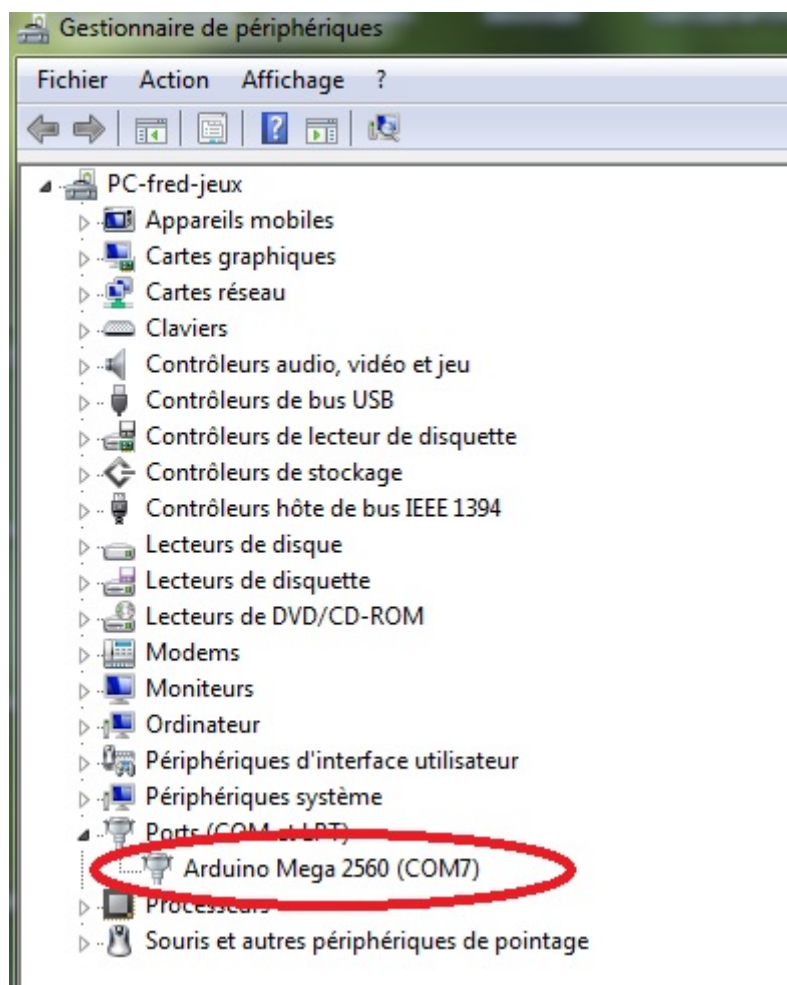 Gestionnaire de périphériques
Fichier Action Affichage ?
PC-fred-jeux
Appareils mobiles
Cartes graphiques
Cartes réseau
Claviers
Contrôleurs audio, vidéo et jeu
Contrôleurs de bus USB
Contrôleurs de lecteur de disquette
Contrôleurs de stockage
Contrôleurs hôte de bus IEEE 1394
Lecteurs de disque
Lecteurs de disquette
Lecteurs de DVD/CD-ROM
Modems
Moniteurs
Ordinateur
Périphériques d'interface utilisateur
Périphériques système
Ports (COM et LPT)
Arduino Mega 2560 (COM7)
Processeurs
Souris et autres périphériques de pointage